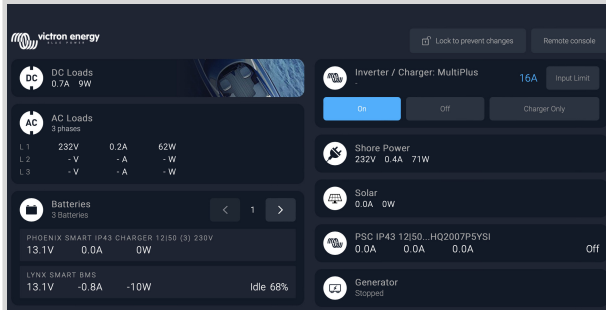 victron energy
BLUE POWER
Lock to prevent changes
Remote console
DC
DC Loads
0.7A 9W
AC
AC Loads
3 phases
L 1 232V 0.2A 62W
L 2 - V - A - W
L 3 - V - A - W
Batteries
3 Batteries
< 1 >
PHOENIX SMART IP43 CHARGER 12|50 (3) 230V
13.1V 0.0A 0W
LYNX SMART BMS
13.1V -0.8A -10W Idle 68%
Inverter / Charger: MultiPlus
-
16A Input Limit
On Off Charger Only
Shore Power
232V 0.4A 71W
Solar
0.0A 0W
PSC IP43 12|50...HQ2007P5YSI
0.0A 0.0A 0.0A Off
Generator
Stopped